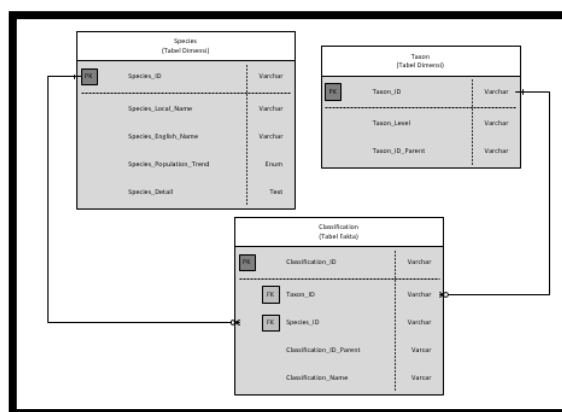 Species
(Tabel Dimensi)
PK Species_ID Varchar
Species_Local_Name Varchar
Species_English_Name Varchar
Species_Population_Trend Enum
Species_Detail Text
Taxon
(Tabel Dimensi)
PK Taxon_ID Varchar
Taxon_Level Varchar
Taxon_ID_Parent Varchar
Classification
(Tabel Fakta)
PK Classification_ID Varchar
FK Taxon_ID Varchar
FK Species_ID Varchar
Classification_ID_Parent Varcar
Classification_Name Varcar